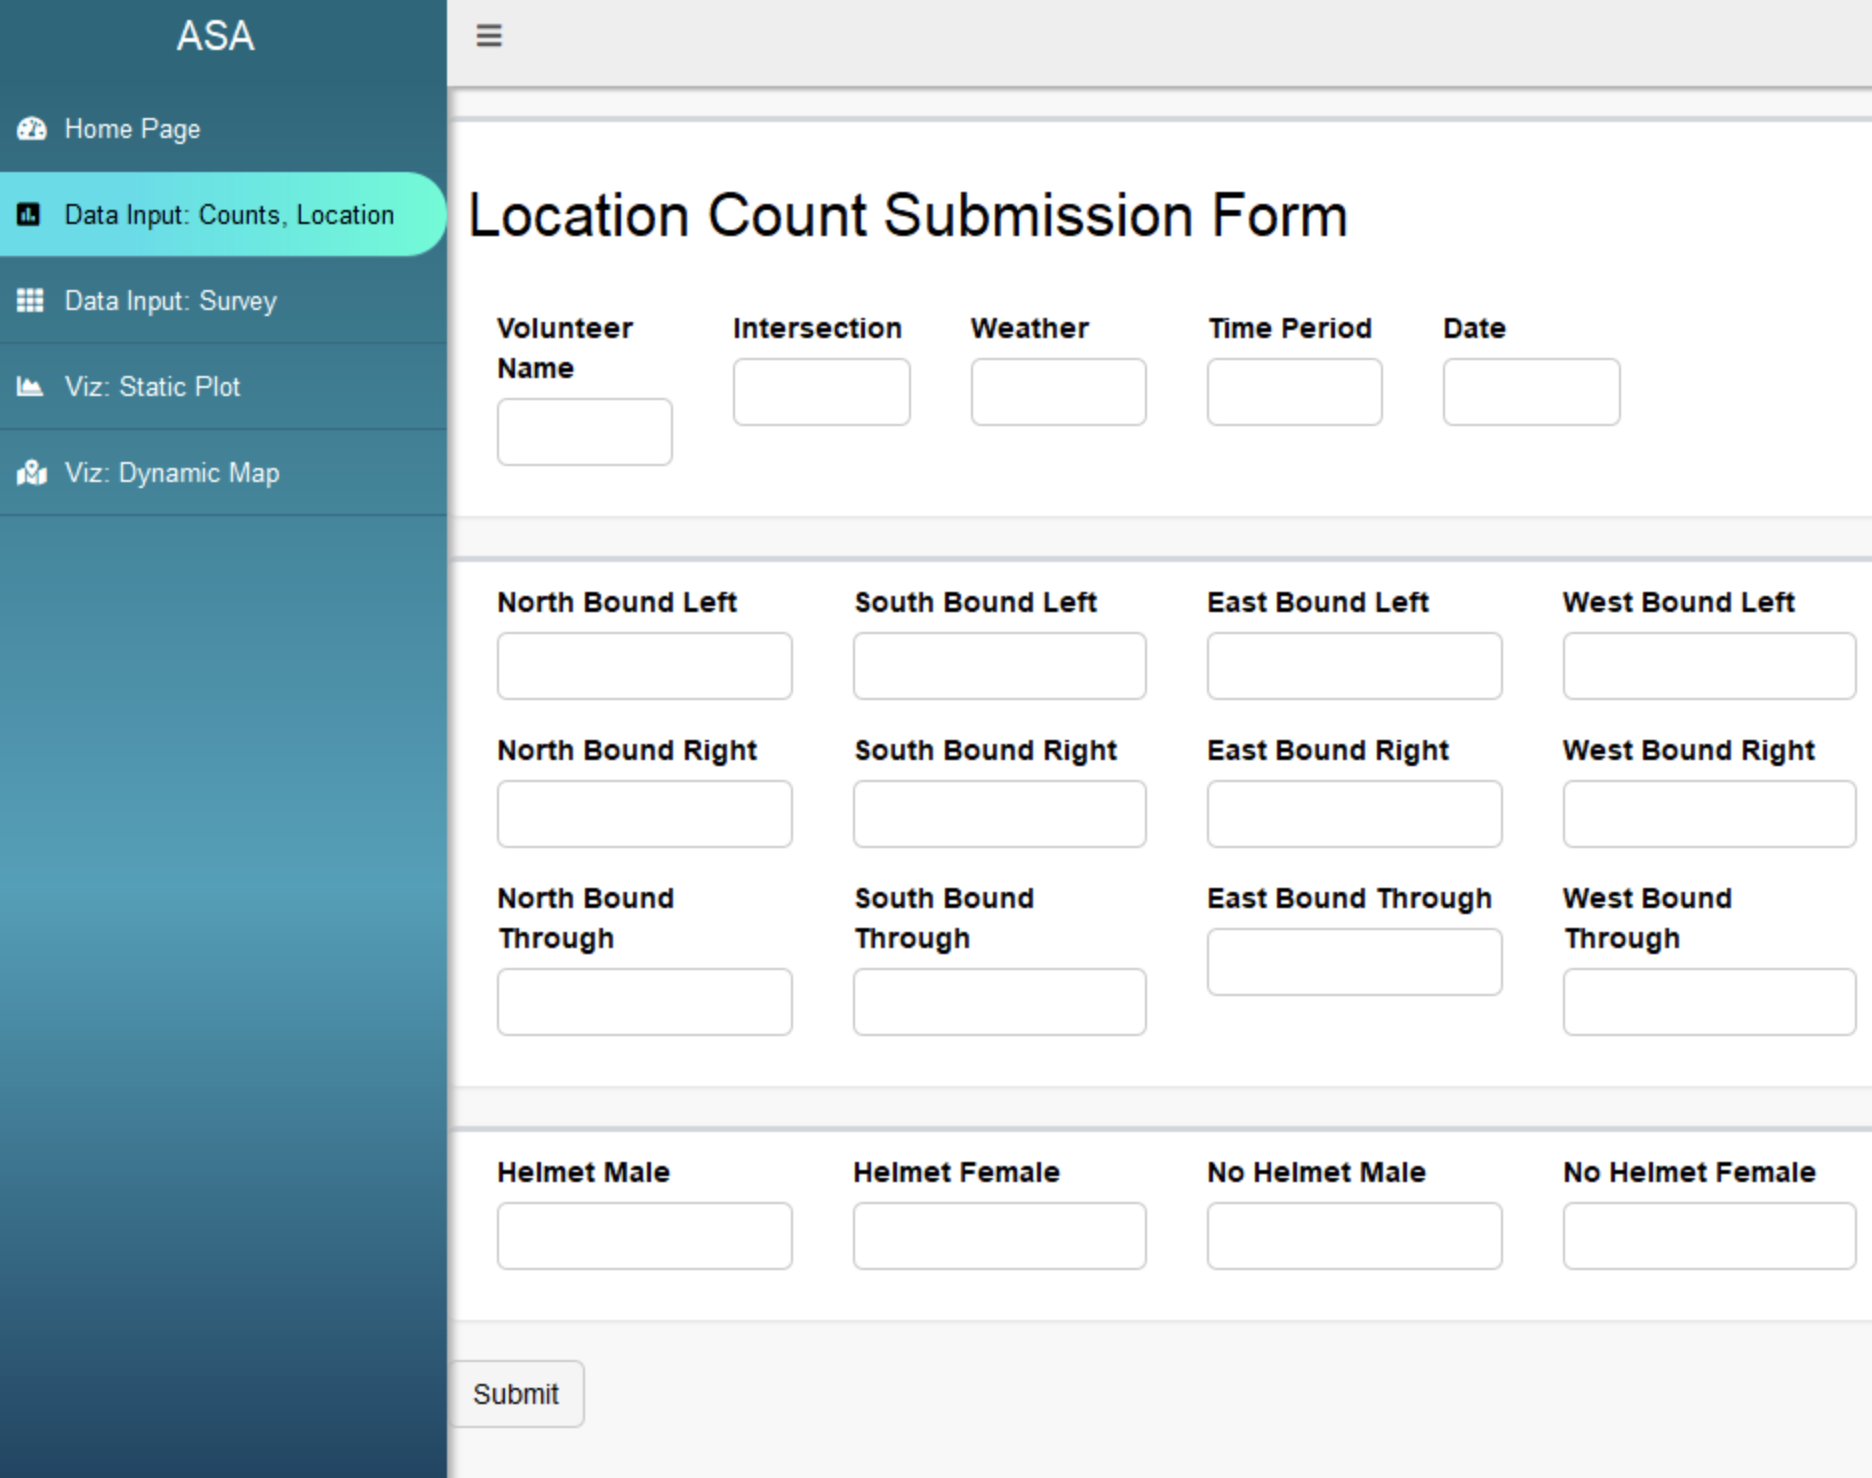 ASA
Home Page
Data Input: Counts, Location
Data Input: Survey
Viz: Static Plot
Viz: Dynamic Map
Location Count Submission Form
Volunteer
Name
Intersection
Weather
Time Period
Date
North Bound Left
South Bound Left
East Bound Left
West Bound Left
North Bound Right
South Bound Right
East Bound Right
West Bound Right
North Bound
Through
South Bound
Through
East Bound Through
West Bound
Through
Helmet Male
Helmet Female
No Helmet Male
No Helmet Female
Submit